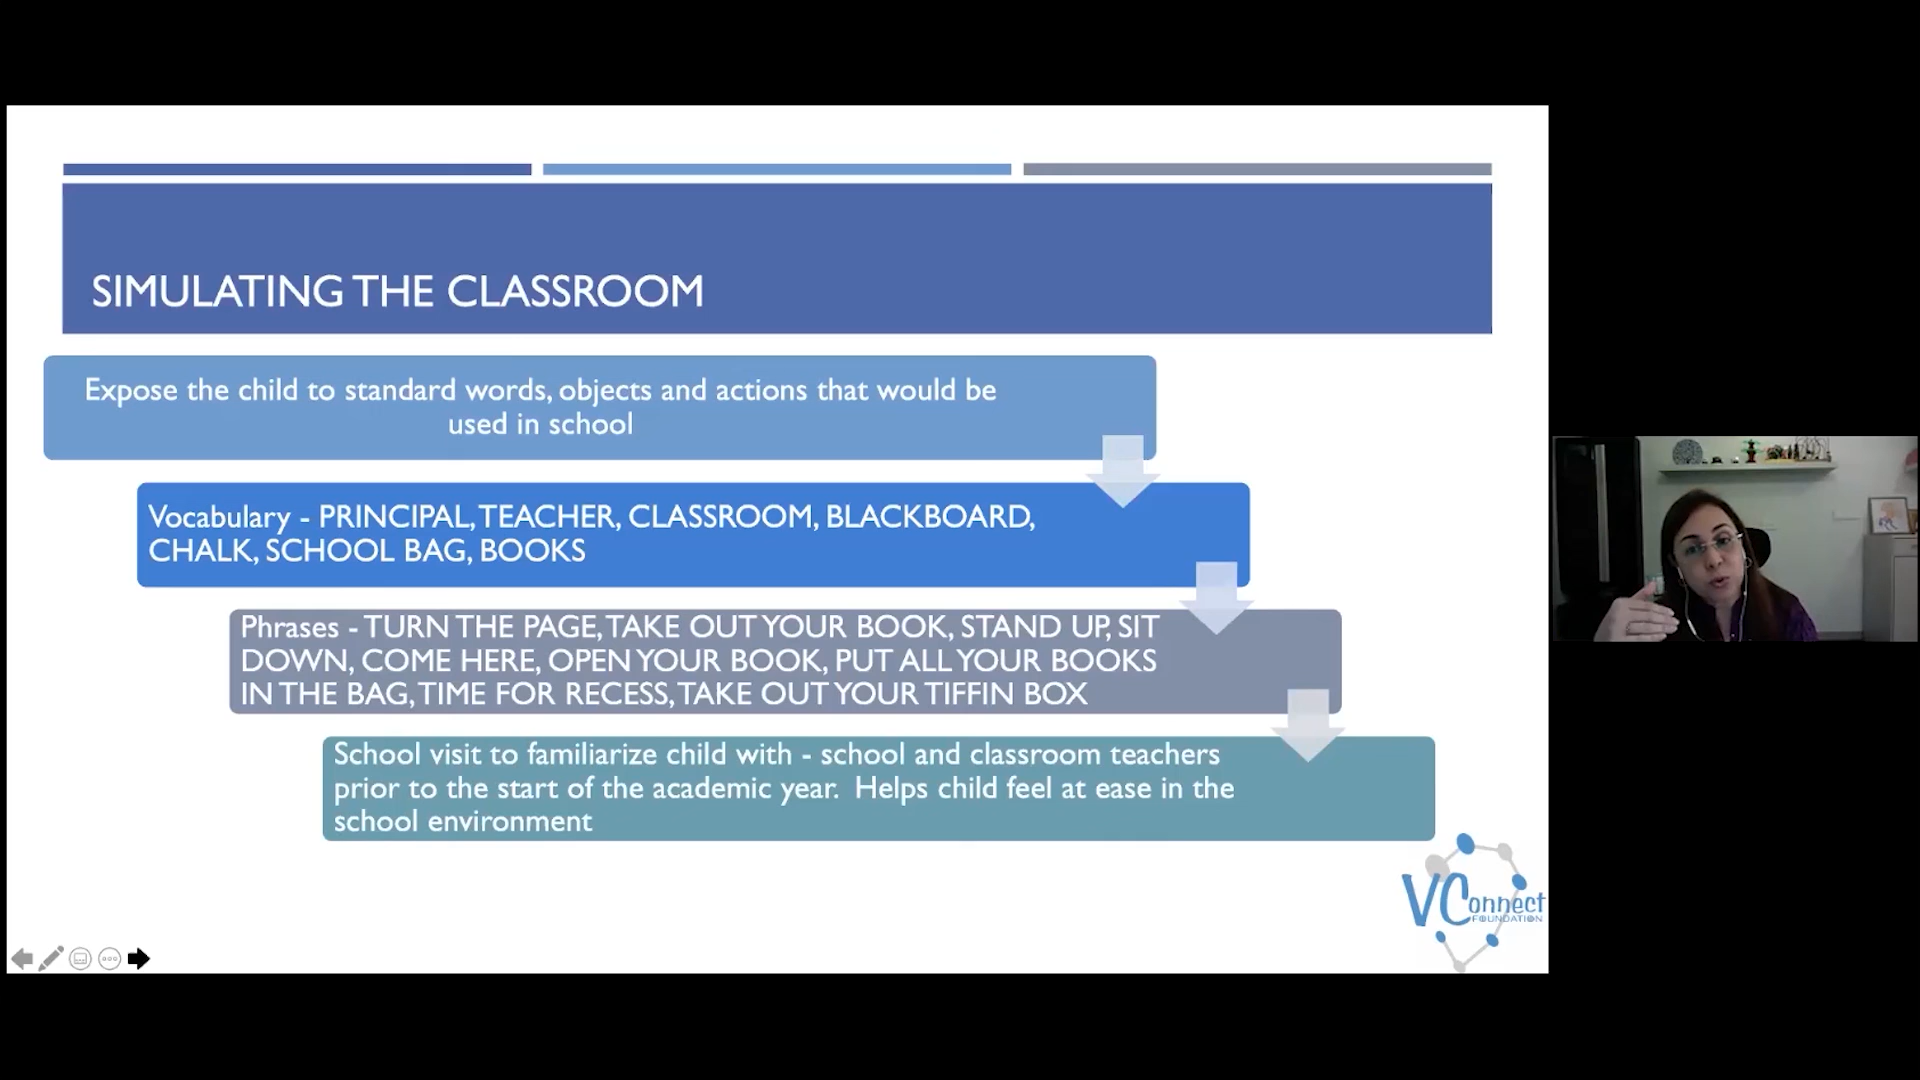 SIMULATING THE CLASSROOM
Expose the child to standard words, objects and actions that would be
used in school
Vocabulary - PRINCIPAL, TEACHER, CLASSROOM, BLACKBOARD,
CHALK, SCHOOL BAG, BOOKS
Phrases - TURN THE PAGE, TAKE OUT YOUR BOOK, STAND UP, SIT
DOWN, COME HERE, OPEN YOUR BOOK, PUT ALL YOUR BOOKS
IN THE BAG, TIME FOR RECESS, TAKE OUT YOUR TIFFIN BOX
School visit to familiarize child with - school and classroom teachers
prior to the start of the academic year.  Helps child feel at ease in the
school environment
VConnect
FOUNDATION